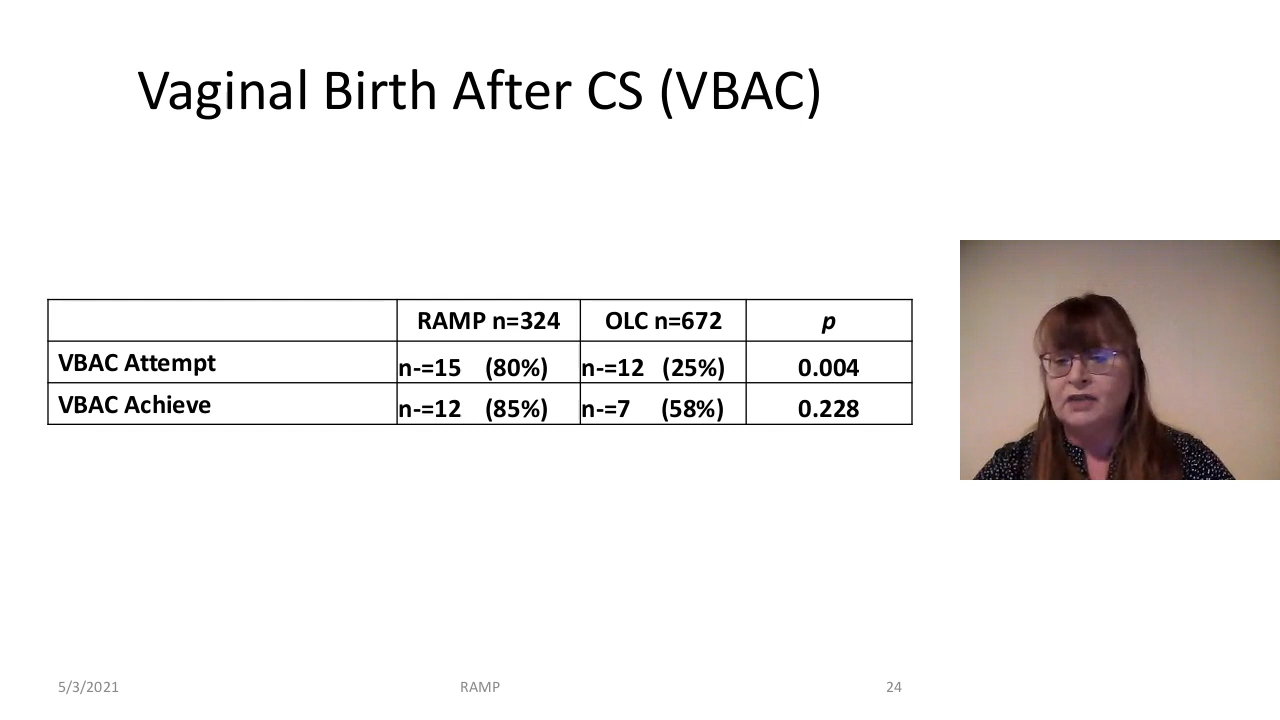 Vaginal Birth After CS (VBAC)
RAMP n=324 OLC n=672 p
VBAC Attempt n-=15 (80%) n-=12 (25%) 0.004
VBAC Achieve n-=12 (85%) n-=7 (58%) 0.228
5/3/2021 RAMP 24